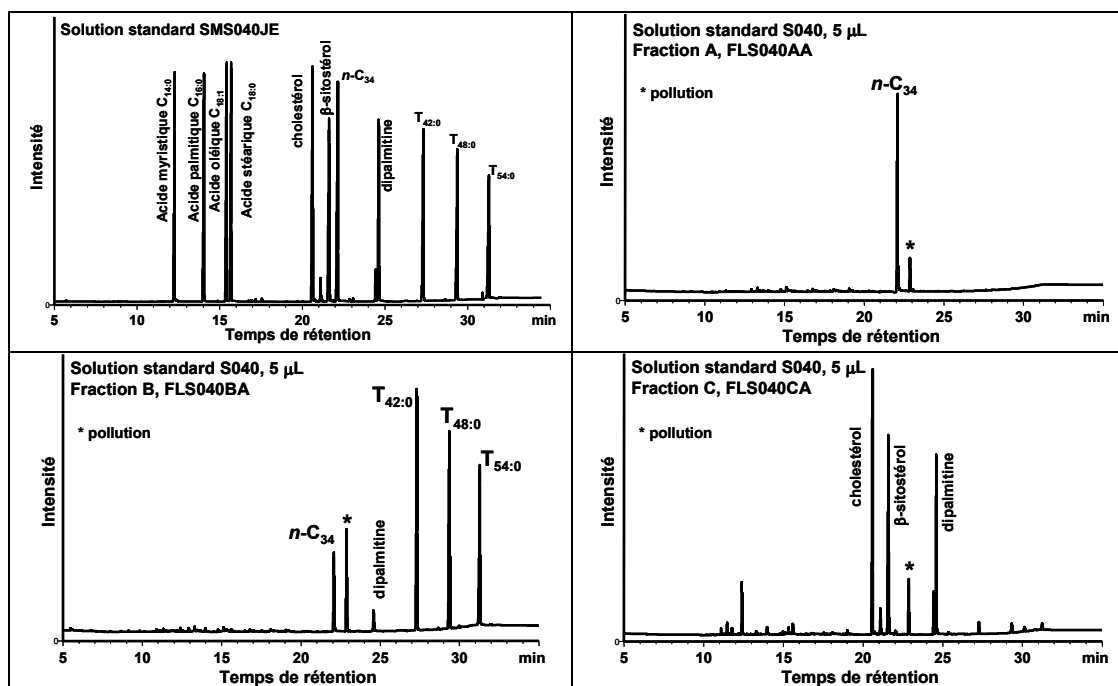 Solution standard SMS040JE
Intensité
Acide myristique C14:0
Acide palmitique C16:0
Acide oléique C18:1
Acide stéarique C18:0
cholestérol
β-sitostérol
n-C34
dipalmitine
T42:0
T48:0
T54:0
0
5 10 15 20 25 30 min
Temps de rétention
Solution standard S040, 5 µL
Fraction A, FLS040AA
* pollution
Intensité
n-C34
*
0
5 10 15 20 25 30 min
Temps de rétention
Solution standard S040, 5 µL
Fraction B, FLS040BA
* pollution
Intensité
n-C34
*
dipalmitine
T42:0
T48:0
T54:0
0
5 10 15 20 25 30 min
Temps de rétention
Solution standard S040, 5 µL
Fraction C, FLS040CA
* pollution
Intensité
cholestérol
β-sitostérol
*
dipalmitine
0
5 10 15 20 25 30 min
Temps de rétention